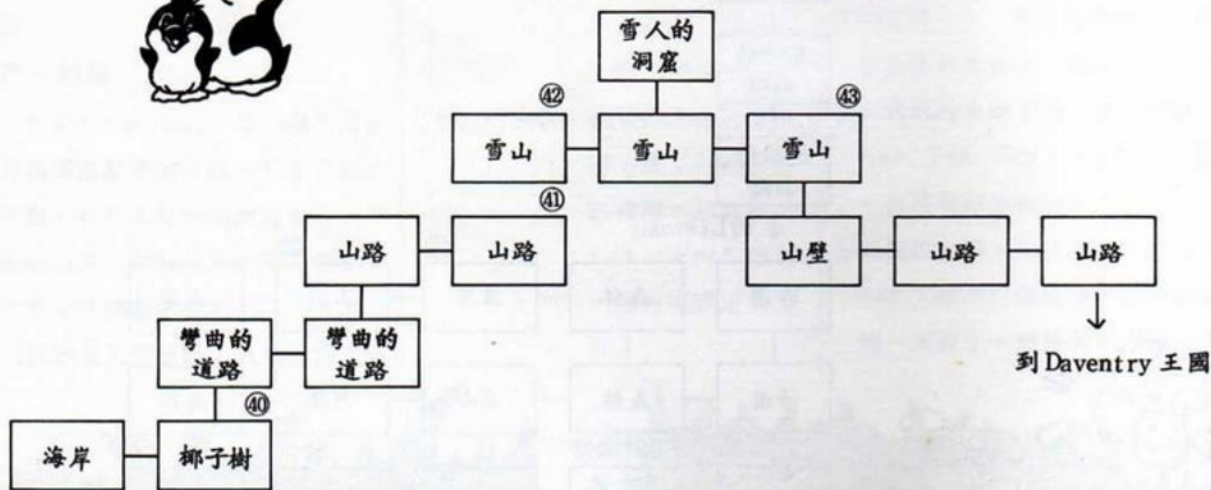 雪人的
洞窟
㊷
㊸
雪山
雪山
雪山
㊶
山路
山路
山壁
山路
山路
彎曲的
道路
彎曲的
道路
到Daventry 王國
㊵
海岸
椰子樹